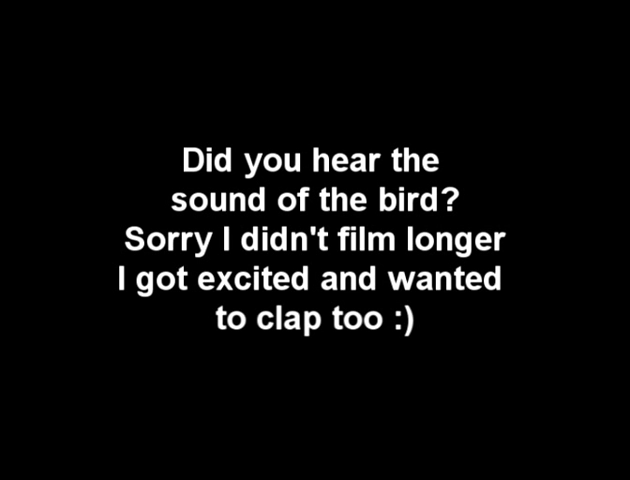 Did you hear the
sound of the bird?
Sorry I didn't film longer
I got excited and wanted
to clap too :)